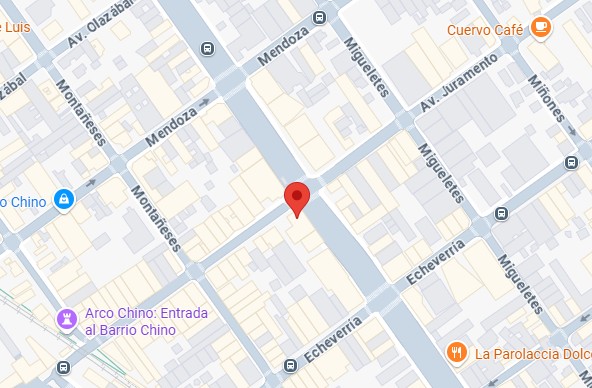 Luis
Av. Olazábal
Mendoza
Cuervo Café
Migueletes
Av. Juramento
Montañeses
Mendoza
Miñones
Migueletes
Chino
Montañeses
Echeverría
Migueletes
Arco Chino: Entrada
al Barrio Chino
Echeverría
La Parolaccia Dolce